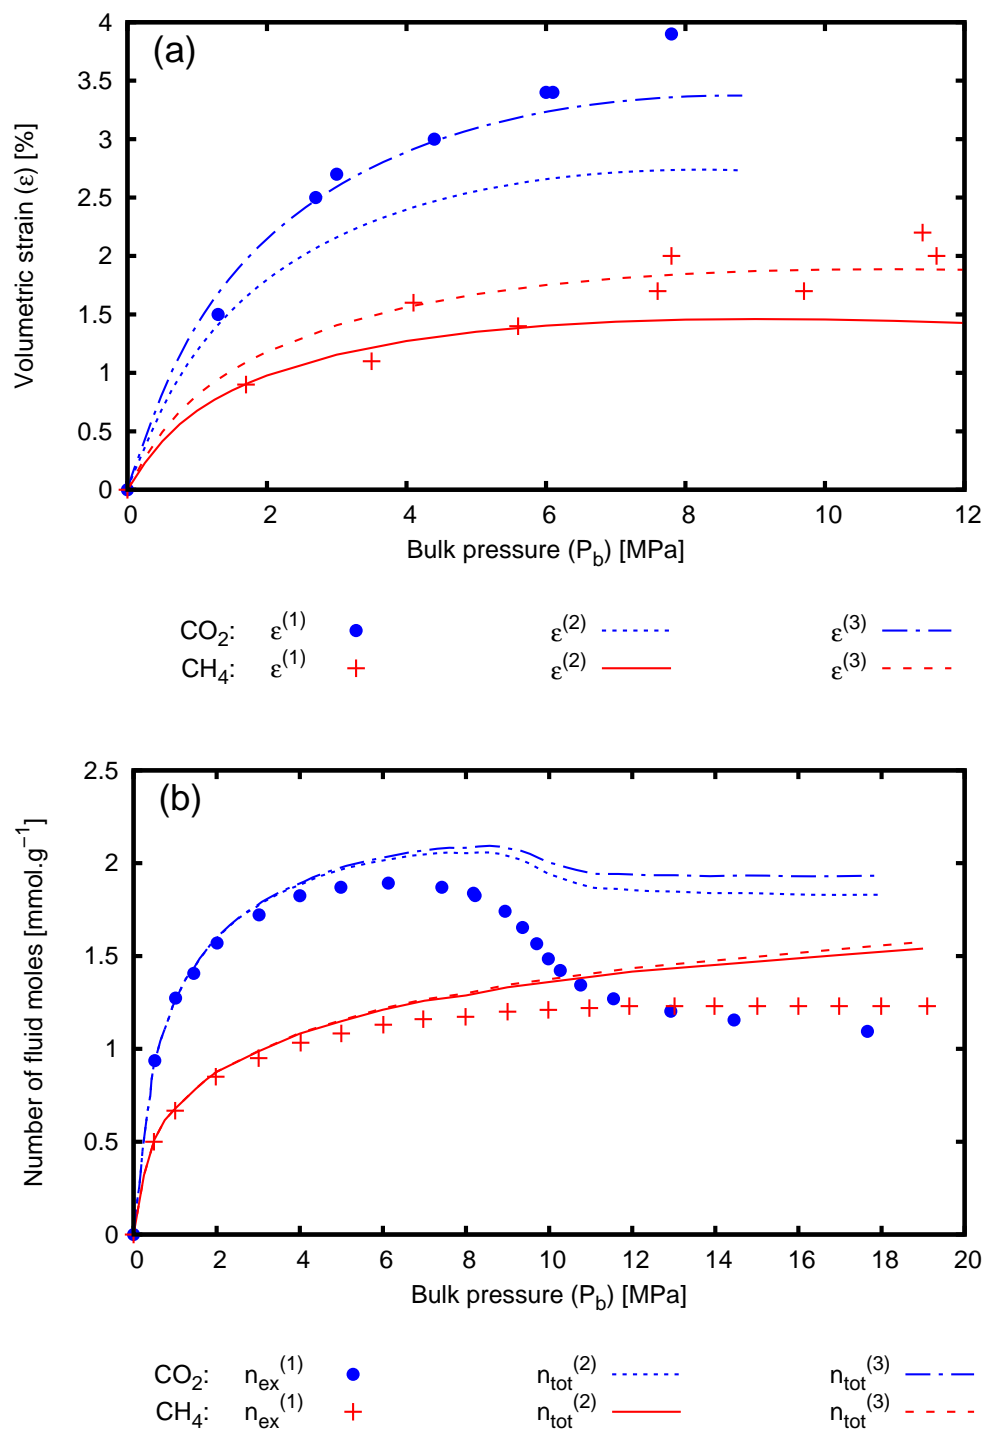 (a)
Volumetric strain (ε) [%]
4
3.5
3
2.5
2
1.5
1
0.5
0
0 2 4 6 8 10 12
Bulk pressure (P_b) [MPa]
CO₂: ε⁽¹⁾ ε⁽²⁾ ε⁽³⁾
CH₄: ε⁽¹⁾ ε⁽²⁾ ε⁽³⁾
(b)
Number of fluid moles [mmol.g⁻¹]
2.5
2
1.5
1
0.5
0
0 2 4 6 8 10 12 14 16 18 20
Bulk pressure (P_b) [MPa]
CO₂: n_ex⁽¹⁾ n_tot⁽²⁾ n_tot⁽³⁾
CH₄: n_ex⁽¹⁾ n_tot⁽²⁾ n_tot⁽³⁾